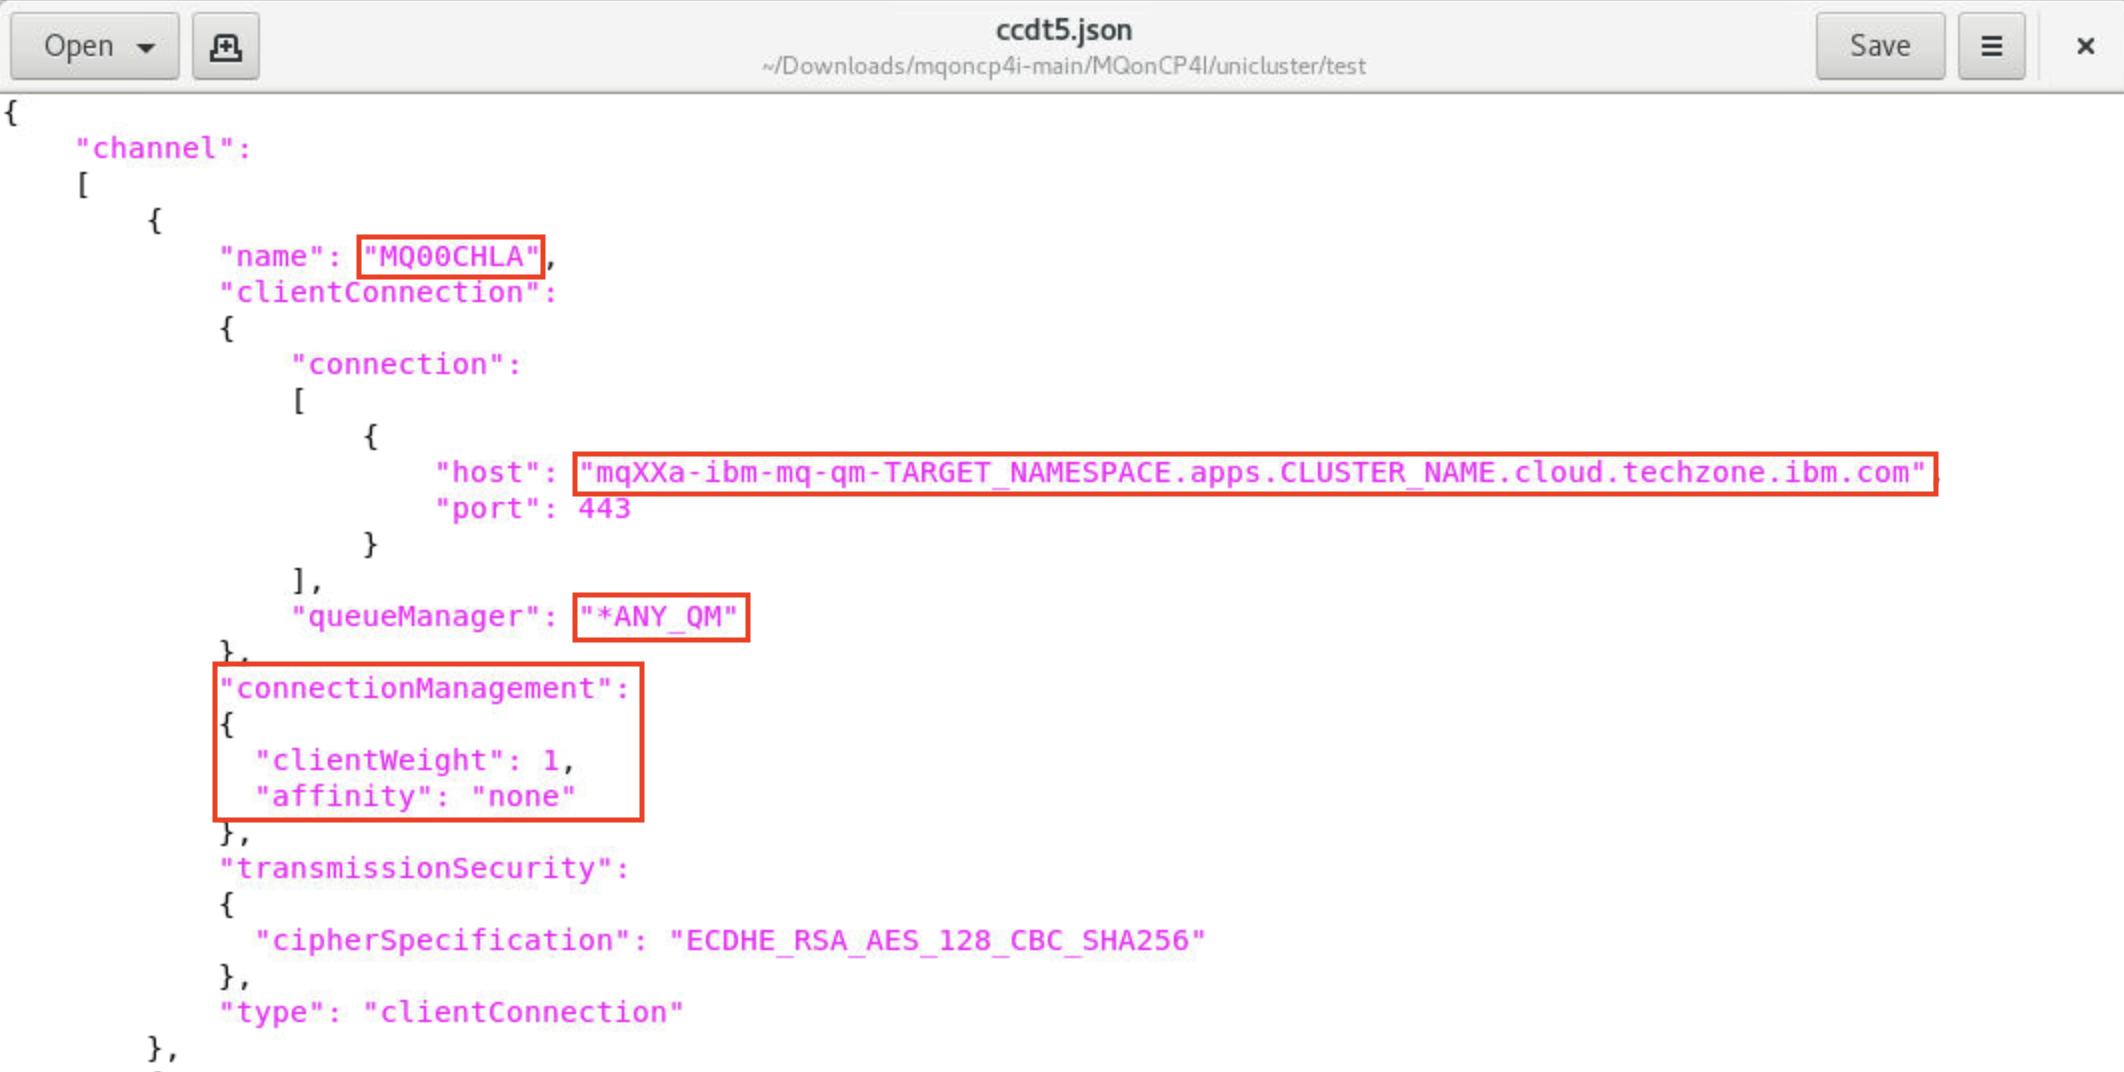 Open
ccdt5.json
~/Downloads/mqoncp4i-main/MQonCP4I/unicluster/test
Save
{
"channel":
[
{
"name": "MQ00CHLA",
"clientConnection":
{
"connection":
[
{
"host": "mqXXa-ibm-mq-qm-TARGET_NAMESPACE.apps.CLUSTER_NAME.cloud.techzone.ibm.com",
"port": 443
}
],
"queueManager": "*ANY_QM"
},
"connectionManagement":
{
"clientWeight": 1,
"affinity": "none"
},
"transmissionSecurity":
{
"cipherSpecification": "ECDHE_RSA_AES_128_CBC_SHA256"
},
"type": "clientConnection"
},